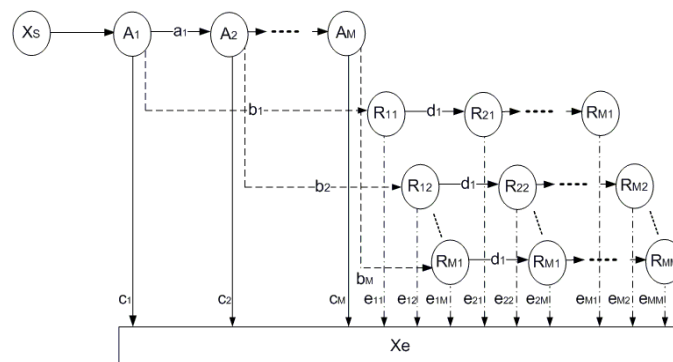 XS A1 a1 A2 AM
b1 R11 d1 R21 RM1
b2 R12 d1 R22 RM2
bM RM1 d1 RM1 RMM
c1 c2 cM e11 e12 e1M e21 e22 e2M eM1 eM2 eMM
Xe